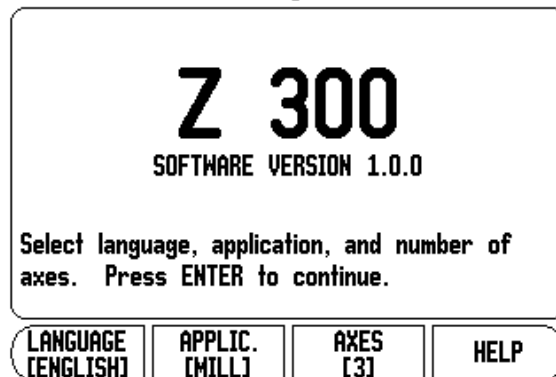 Z 300
SOFTWARE VERSION 1.0.0
Select language, application, and number of
axes. Press ENTER to continue.
LANGUAGE
[ENGLISH]
APPLIC.
[MILL]
AXES
[3]
HELP